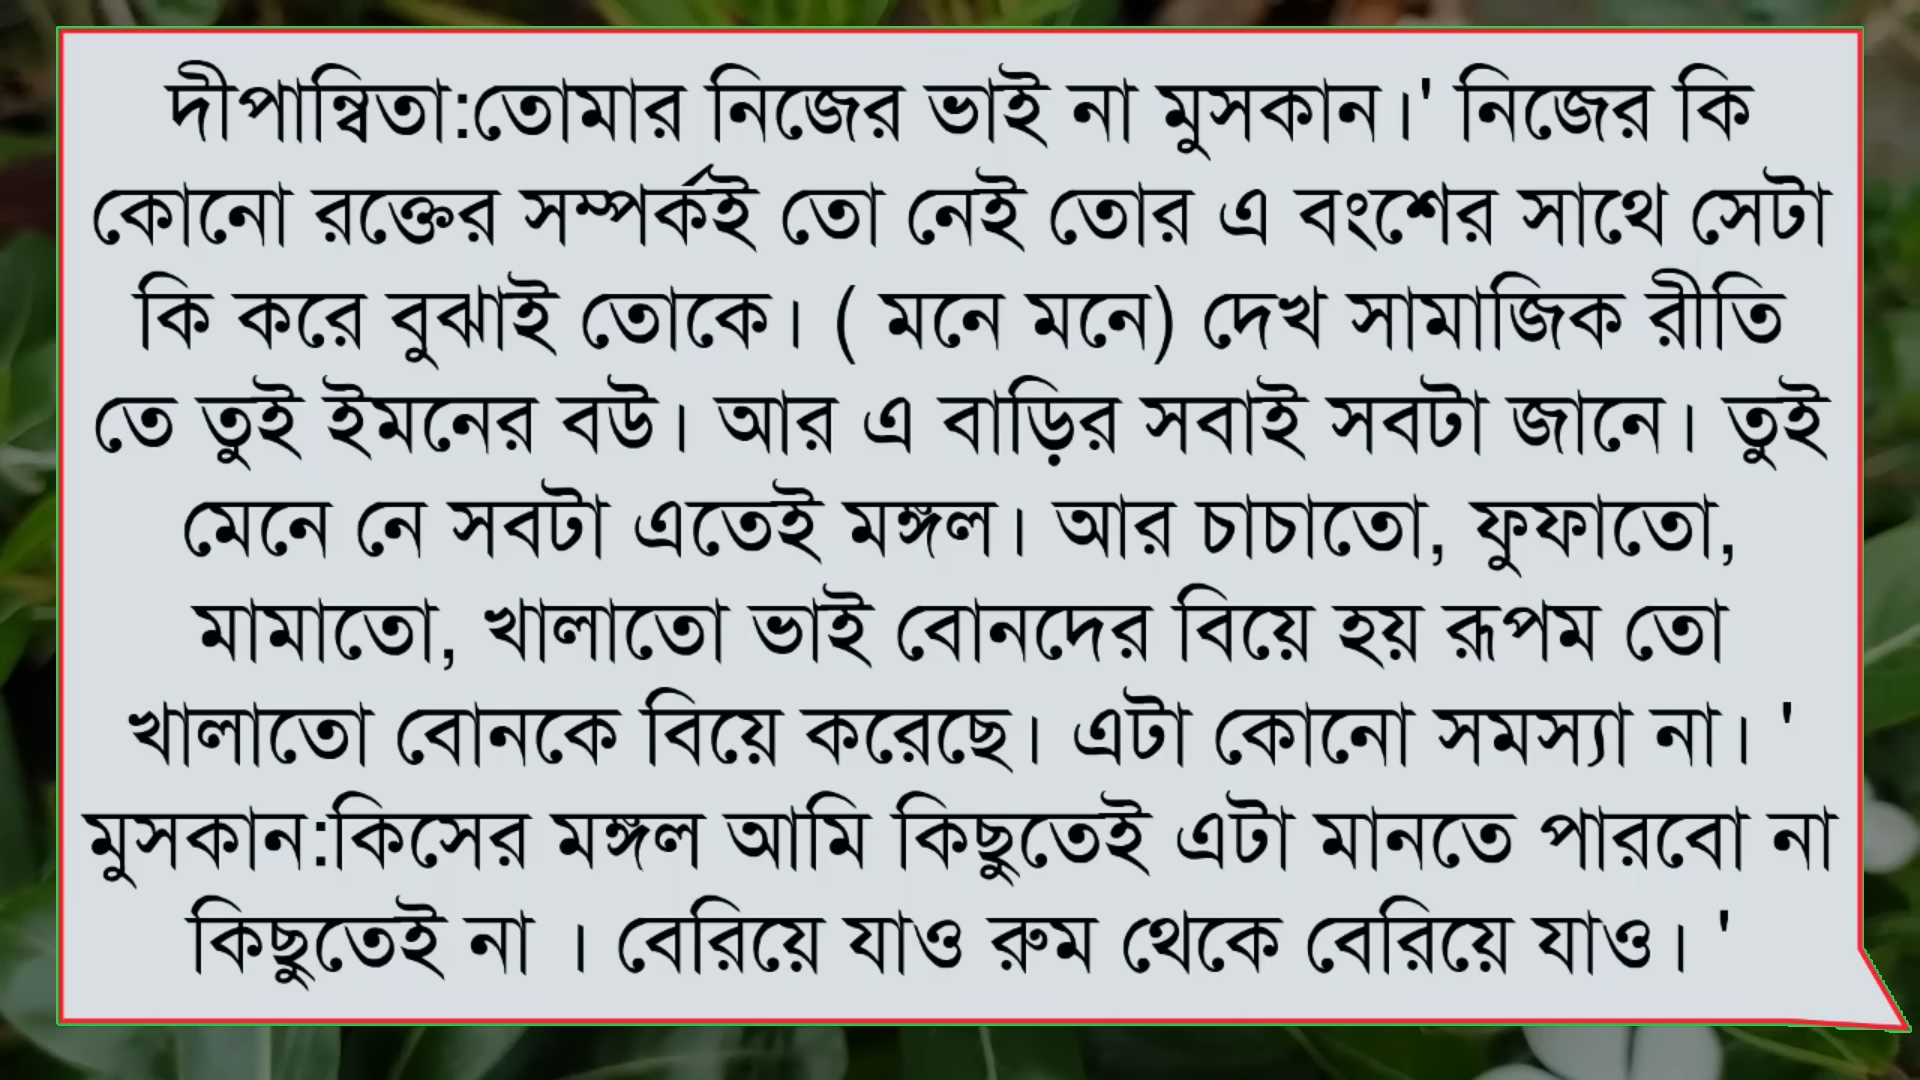 দীপান্বিতা:তোমার নিজের ভাই না মুসকান।' নিজের কি
কোনো রক্তের সম্পর্কই তো নেই তোর এ বংশের সাথে সেটা
কি করে বুঝাই তোকে। ( মনে মনে) দেখ সামাজিক রীতি
তে তুই ইমনের বউ। আর এ বাড়ির সবাই সবটা জানে। তুই
মেনে নে সবটা এতেই মঙ্গল। আর চাচাতো, ফুফাতো,
মামাতো, খালাতো ভাই বোনদের বিয়ে হয় রূপম তো
খালাতো বোনকে বিয়ে করেছে। এটা কোনো সমস্যা না। '
মুসকান:কিসের মঙ্গল আমি কিছুতেই এটা মানতে পারবো না
কিছুতেই না । বেরিয়ে যাও রুম থেকে বেরিয়ে যাও। '